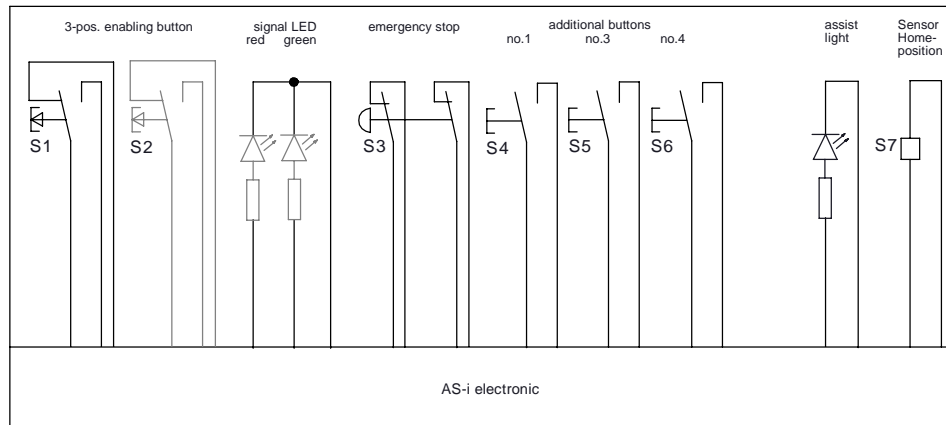 3-pos. enabling button
signal LED
red green
emergency stop
additional buttons
no.1 no.3 no.4
assist
light
Sensor
Home-
position
S1 S2 S3 S4 S5 S6 S7
AS-i electronic